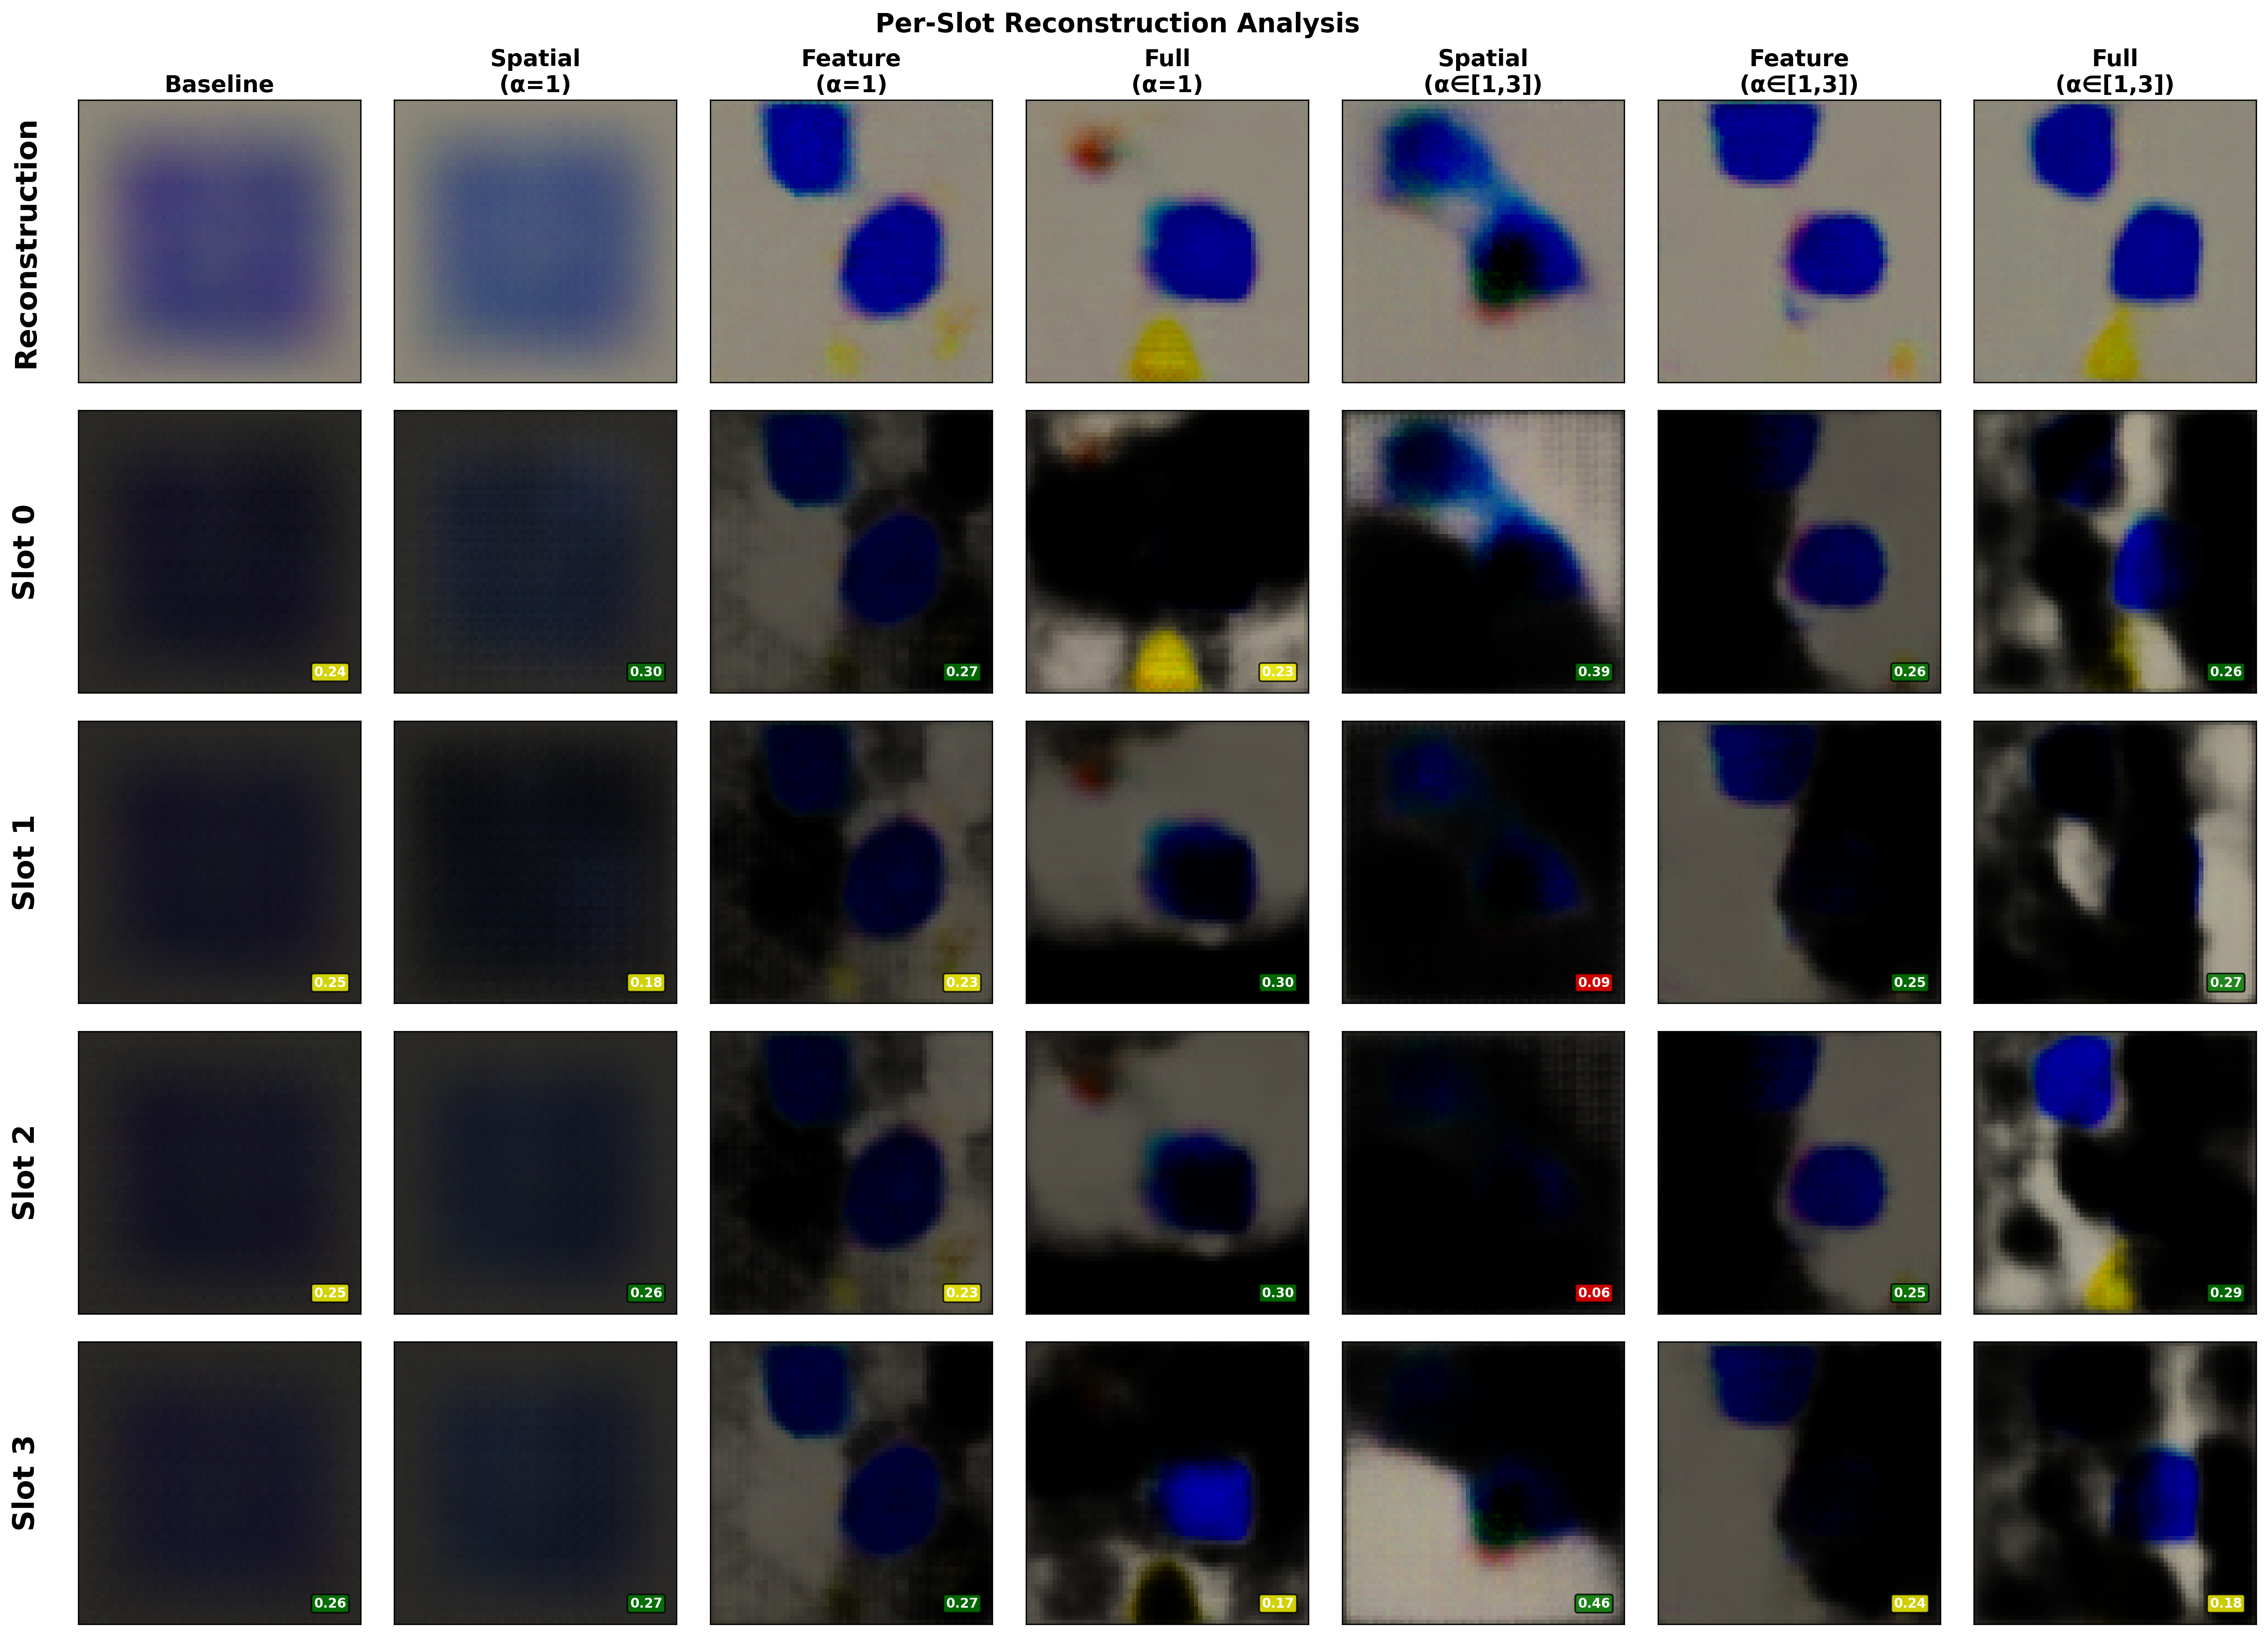 Per-Slot Reconstruction Analysis
Baseline
Spatial
(α=1)
Feature
(α=1)
Full
(α=1)
Spatial
(α∈[1,3])
Feature
(α∈[1,3])
Full
(α∈[1,3])
Reconstruction
Slot 0
0.24
0.30
0.27
0.23
0.39
0.26
0.26
Slot 1
0.25
0.18
0.23
0.30
0.09
0.25
0.27
Slot 2
0.25
0.26
0.23
0.30
0.06
0.25
0.29
Slot 3
0.26
0.27
0.27
0.17
0.46
0.24
0.18